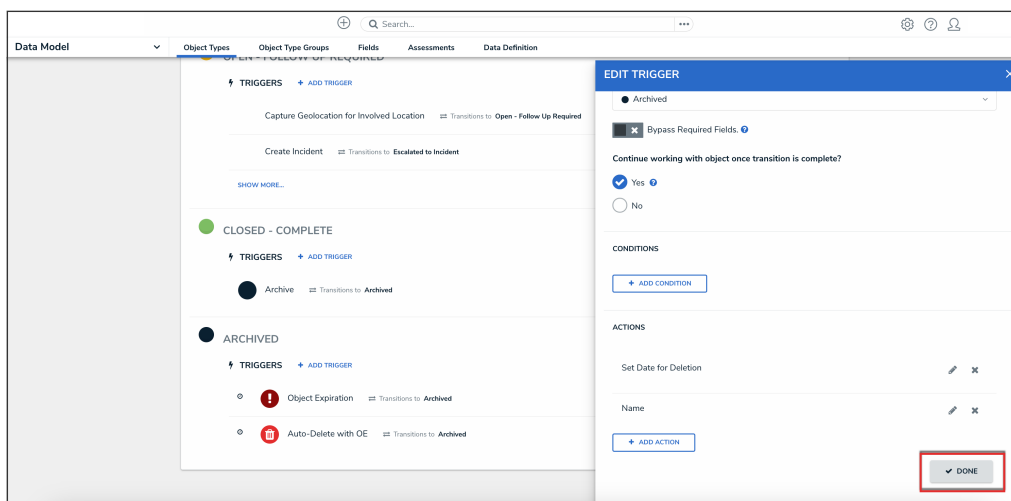 Search...
Data Model
Object Types Object Type Groups Fields Assessments Data Definition
OPEN - FOLLOW UP REQUIRED
TRIGGERS + ADD TRIGGER
Capture Geolocation for Involved Location Transitions to Open - Follow Up Required
Create Incident Transitions to Escalated to Incident
SHOW MORE...
CLOSED - COMPLETE
TRIGGERS + ADD TRIGGER
Archive Transitions to Archived
ARCHIVED
TRIGGERS + ADD TRIGGER
Object Expiration Transitions to Archived
Auto-Delete with OE Transitions to Archived
EDIT TRIGGER
Archived
Bypass Required Fields.
Continue working with object once transition is complete?
Yes
No
CONDITIONS
+ ADD CONDITION
ACTIONS
Set Date for Deletion
Name
+ ADD ACTION
DONE